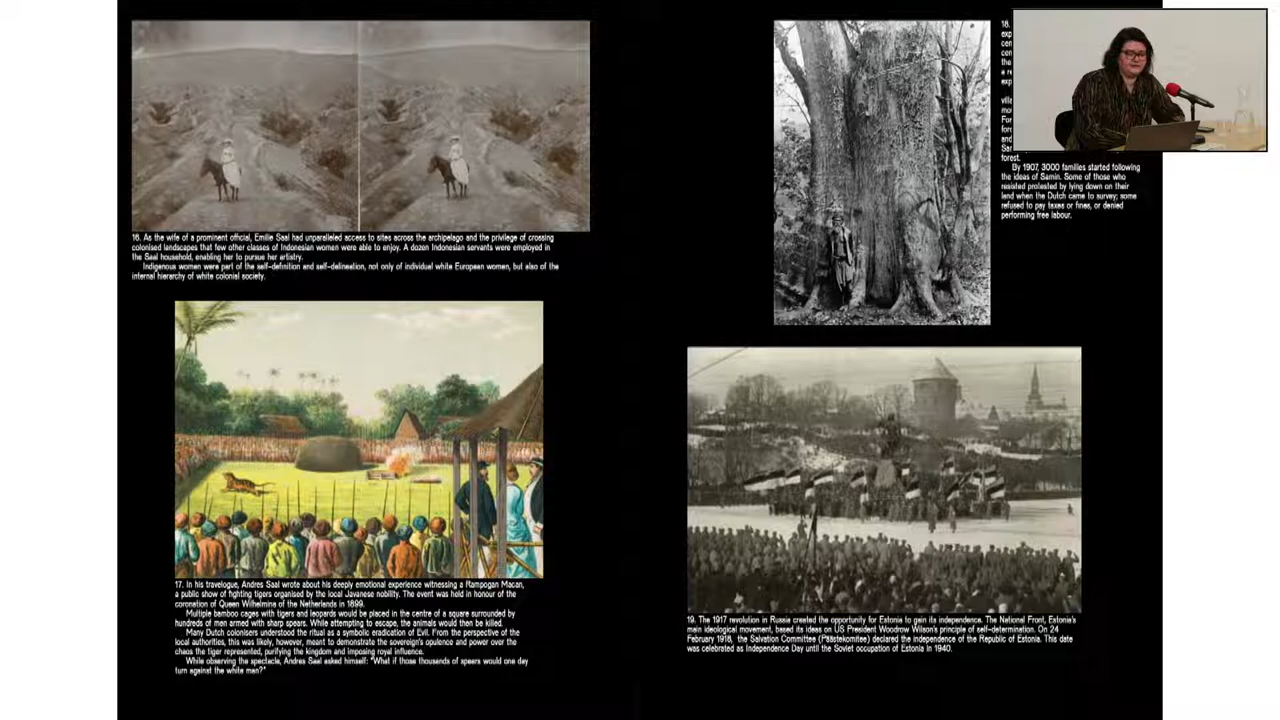 16. As the wife of a prominent official, Emilie Saal had unparalleled access to sites across the archipelago and the privilege of crossing
colonised landscapes that few other classes of Indonesian women were able to enjoy. A dozen Indonesian servants were employed in
the Saal household, enabling her to pursue her artistry.
Indigenous women were part of the self-definition and self-delineation, not only of individual white European women, but also of the
internal hierarchy of white colonial society.
17. In his travelogue, Andres Saal wrote about his deeply emotional experience witnessing a Rampogan Macan,
a public show of fighting tigers organised by the local Javanese nobility. The event was held in honour of the
coronation of Queen Wilhelmina of the Netherlands in 1899.
Multiple bamboo cages with tigers and leopards would be placed in the centre of a square surrounded by
hundreds of men armed with sharp spears. While attempting to escape, the animals would then be killed.
Many Dutch colonisers understood the ritual as a symbolic eradication of Evil. From the perspective of the
local authorities, this was likely, however, meant to demonstrate the sovereign's opulence and power over the
chaos the tiger represented, purifying the kingdom and imposing royal influence.
While observing the spectacle, Andres Saal asked himself: "What if those thousands of spears would one day
turn against the white man?"
18.
forest.
By 1907, 3000 families started following
the ideas of Samin. Some of those who
resisted protested by lying down on their
land when the Dutch came to survey; some
refused to pay taxes or fines, or denied
performing free labour.
19. The 1917 revolution in Russia created the opportunity for Estonia to gain its independence. The National Front, Estonia's
main ideological movement, based its ideas on US President Woodrow Wilson's principle of self-determination. On 24
February 1918, the Salvation Committee (Päästekomitee) declared the independence of the Republic of Estonia. This date
was celebrated as Independence Day until the Soviet occupation of Estonia in 1940.